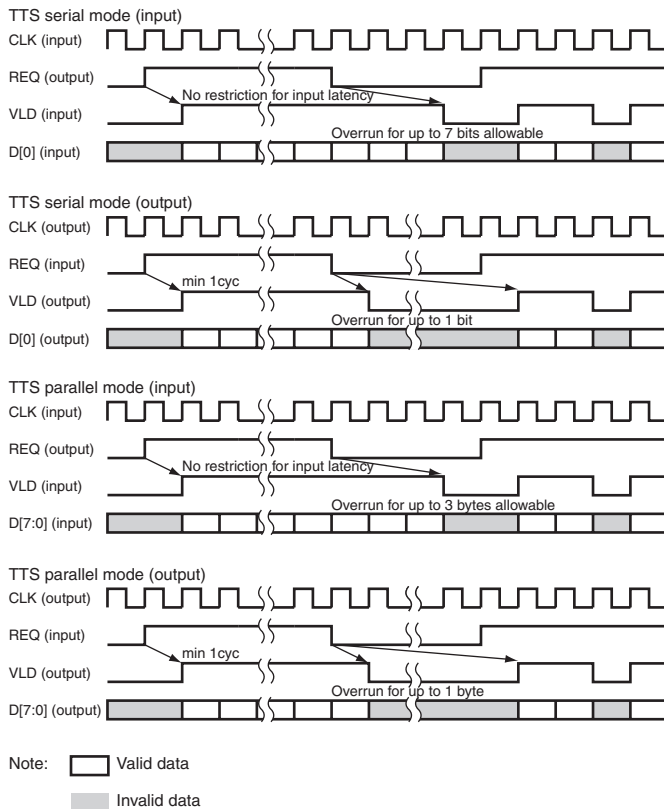 TTS serial mode (input)
CLK (input)
REQ (output)
No restriction for input latency
VLD (input)
Overrun for up to 7 bits allowable
D[0] (input)
TTS serial mode (output)
CLK (output)
REQ (input)
min 1cyc
VLD (output)
Overrun for up to 1 bit
D[0] (output)
TTS parallel mode (input)
CLK (input)
REQ (output)
No restriction for input latency
VLD (input)
Overrun for up to 3 bytes allowable
D[7:0] (input)
TTS parallel mode (output)
CLK (output)
REQ (input)
min 1cyc
VLD (output)
Overrun for up to 1 byte
D[7:0] (output)
Note: Valid data
Invalid data